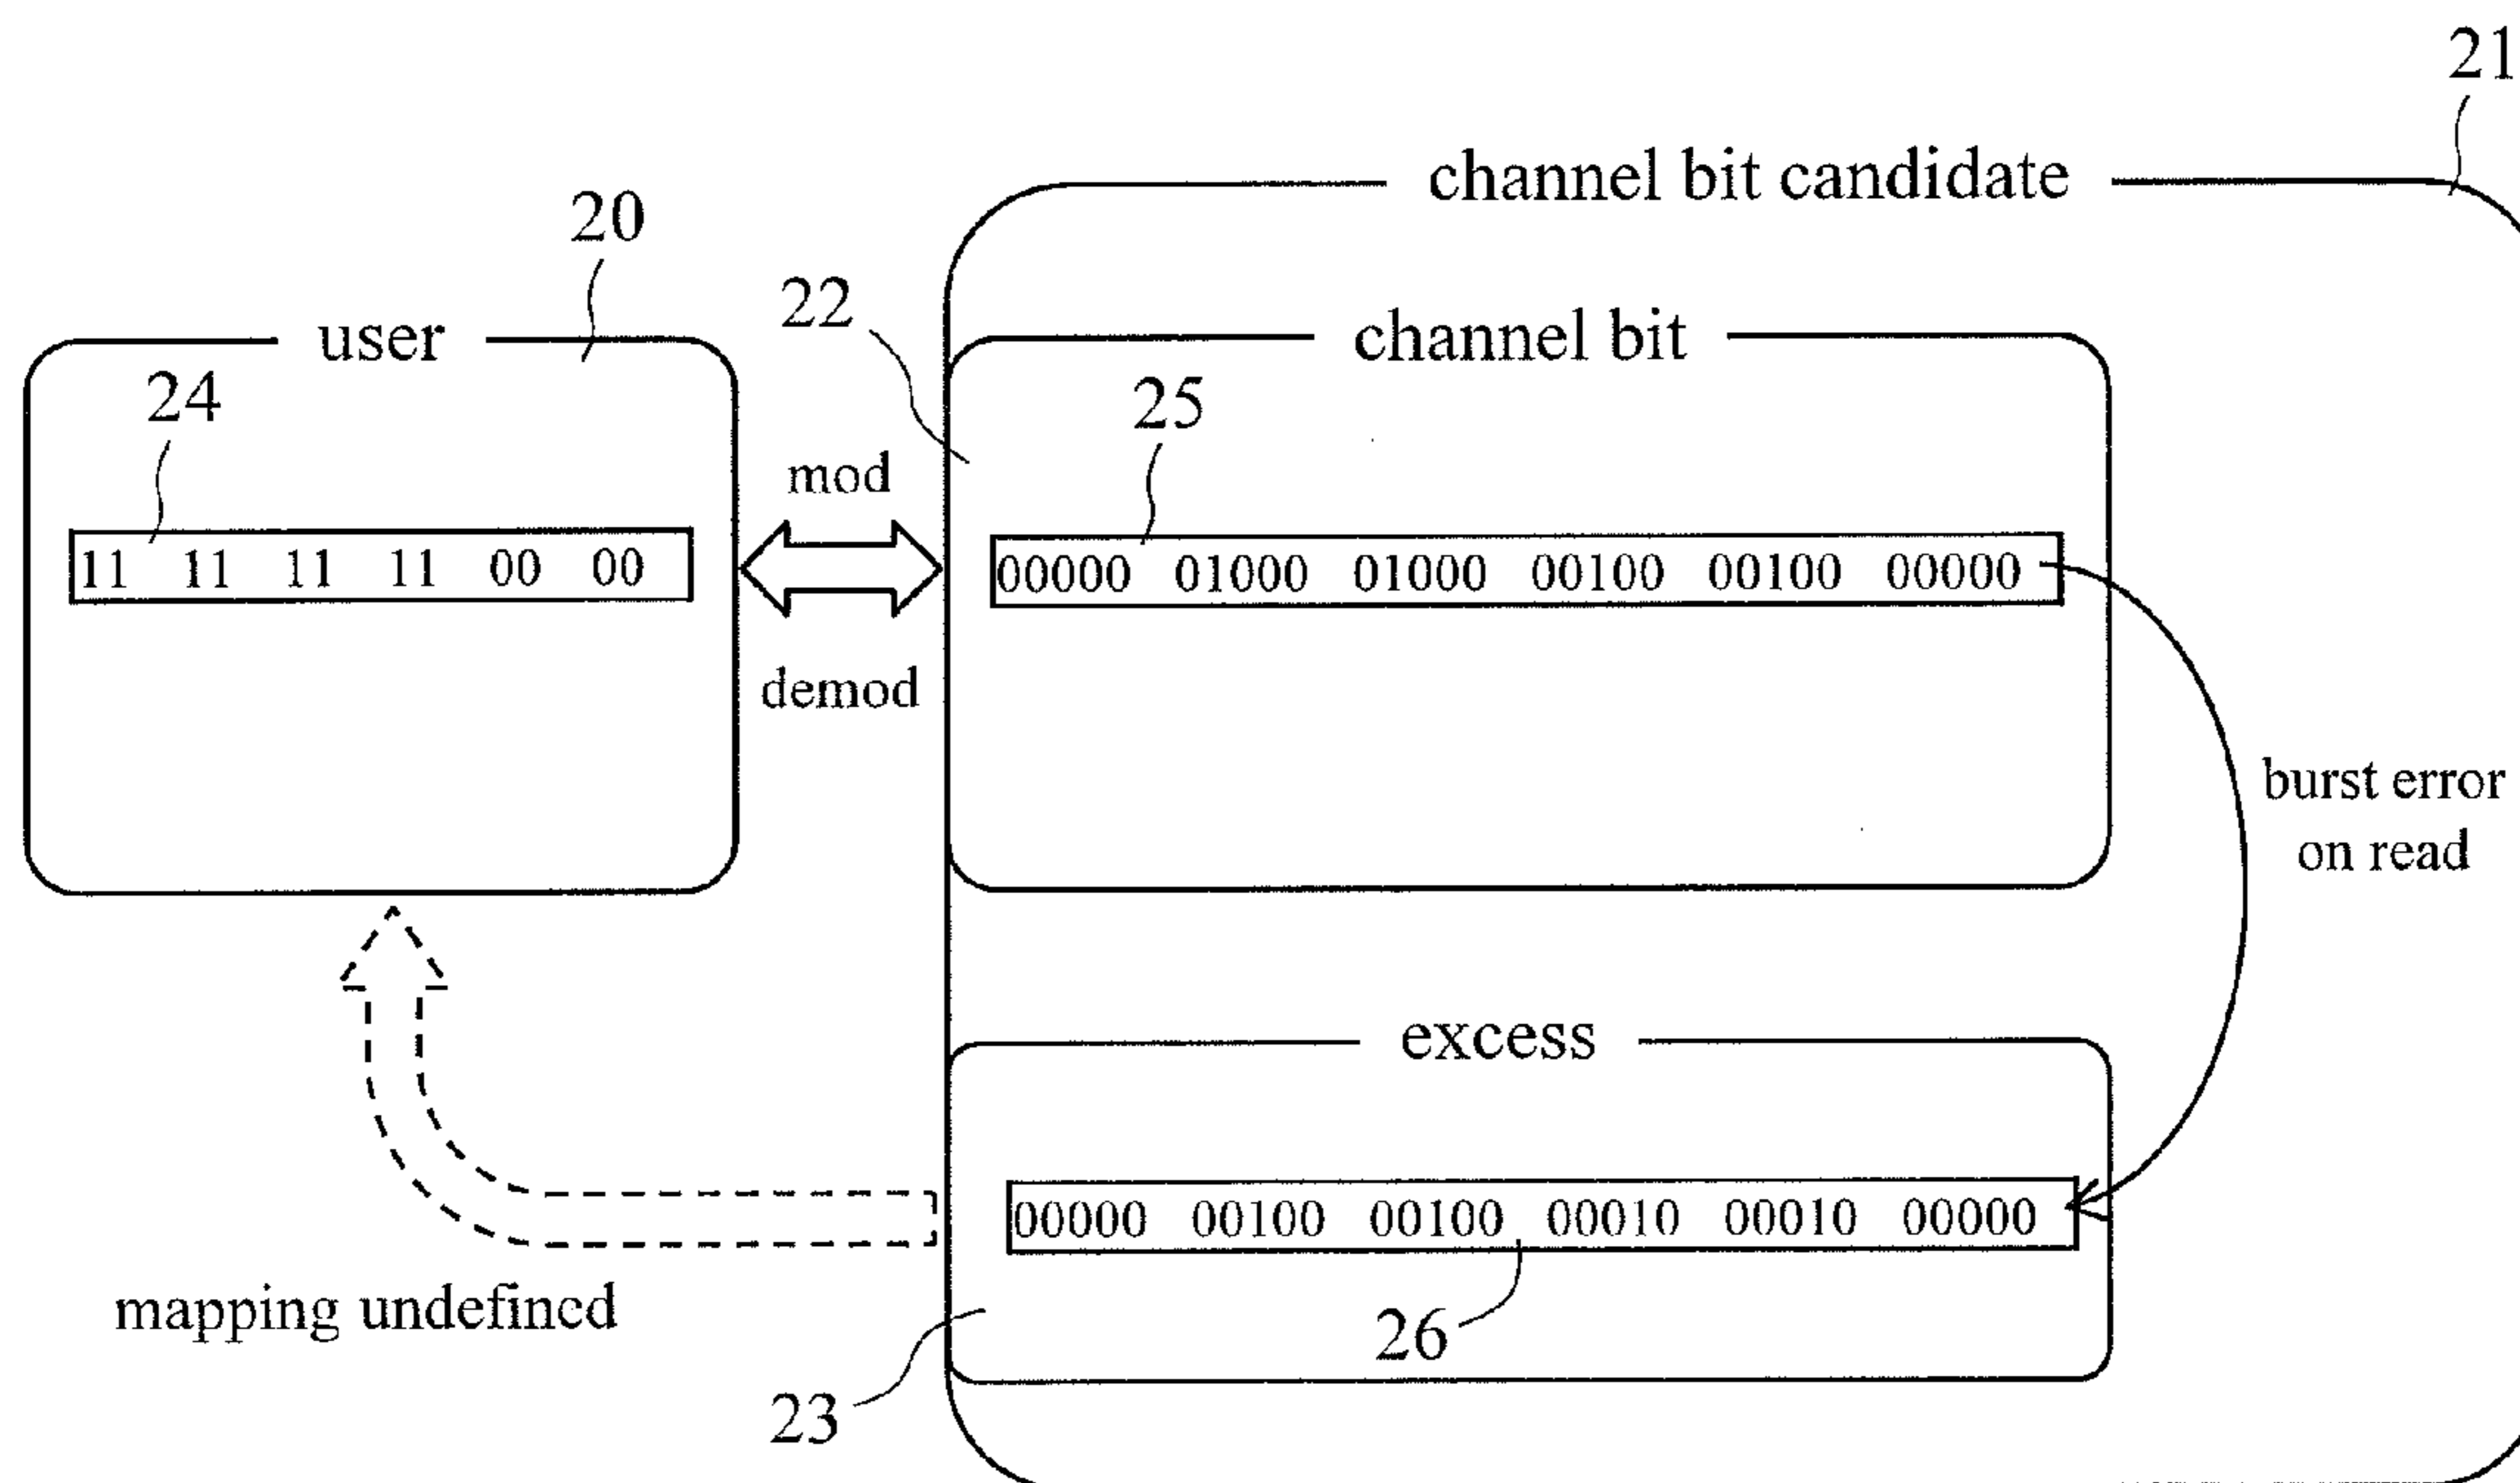 21
channel bit candidate
20
22
user
channel bit
24
25
mod
11 11 11 11 00 00
00000 01000 01000 00100 00100 00000
demod
burst error
on read
excess
00000 00100 00100 00010 00010 00000
mapping undefined
26
23